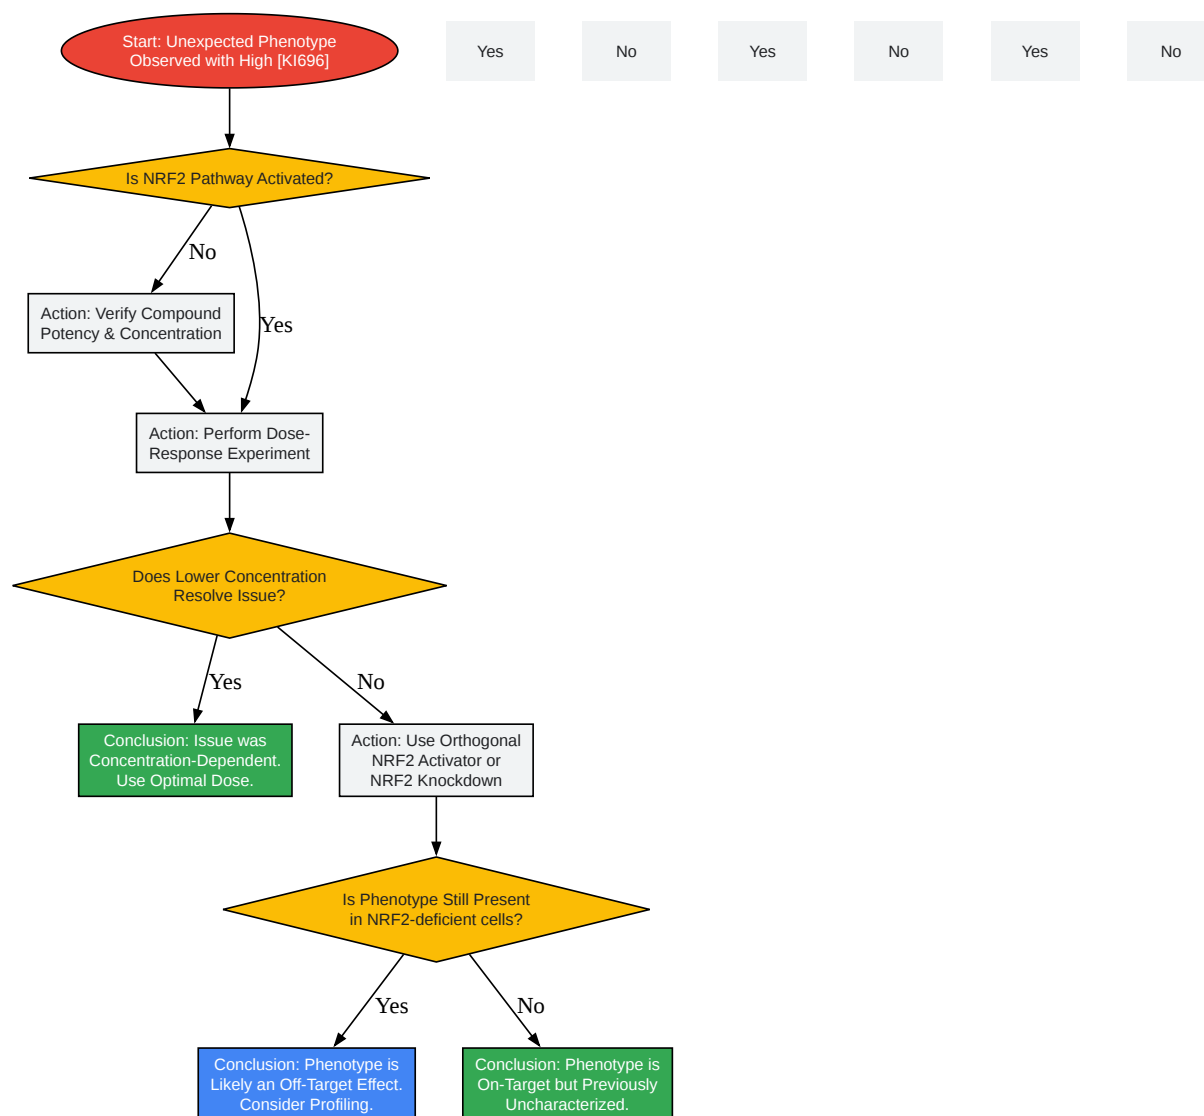 Start: Unexpected Phenotype
Observed with High [KI696]
Yes
No
Yes
No
Yes
No
Is NRF2 Pathway Activated?
No
Action: Verify Compound
Potency & Concentration
Yes
Action: Perform Dose-
Response Experiment
Does Lower Concentration
Resolve Issue?
Yes
No
Conclusion: Issue was
Concentration-Dependent.
Use Optimal Dose.
Action: Use Orthogonal
NRF2 Activator or
NRF2 Knockdown
Is Phenotype Still Present
in NRF2-deficient cells?
Yes
No
Conclusion: Phenotype is
Likely an Off-Target Effect.
Consider Profiling.
Conclusion: Phenotype is
On-Target but Previously
Uncharacterized.